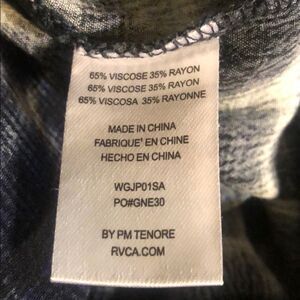 65% VISCOSE 35% RAYON
65% VISCOSE 35% RAYON
65% VISCOSA 35% RAYONNE
MADE IN CHINA
FABRIQUE' EN CHINE
HECHO EN CHINA
WGJP01SA
PO#GNE30
BY PM TENORE
RVCA.COM